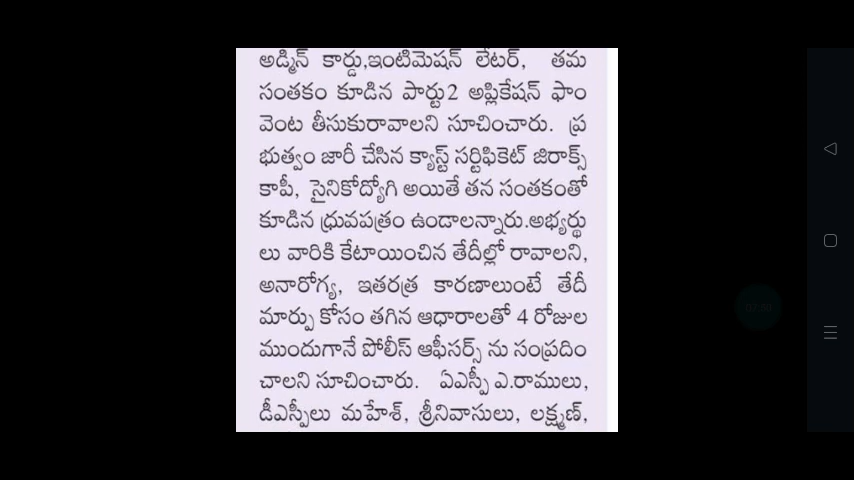 అడ్మిన్ కార్డు,ఇంటిమెషన్ లేటర్, తమ
సంతకం కూడిన పార్టు2 అప్లికేషన్ ఫాం
వెంట తీసుకురావాలని సూచించారు. ప్ర
భుత్వం జారీ చేసిన క్యాస్ట్ సర్టిఫికెట్ జిరాక్స్
కాపీ, సైనికోద్యోగి అయితే తన సంతకంతో
కూడిన ధ్రువపత్రం ఉండాలన్నారు.అభ్యర్థు
లు వారికి కేటాయించిన తేదీల్లో రావాలని,
అనారోగ్య, ఇతరత్ర కారణాలుంటే తేదీ
మార్పు కోసం తగిన ఆధారాలతో 4 రోజుల
ముందుగానే పోలీస్ ఆఫీసర్స్ ను సంప్రదిం
చాలని సూచించారు. ఏఎస్పీ ఎ.రాములు,
డీఎస్పీలు మహేశ్, శ్రీనివాసులు, లక్ష్మణ్,